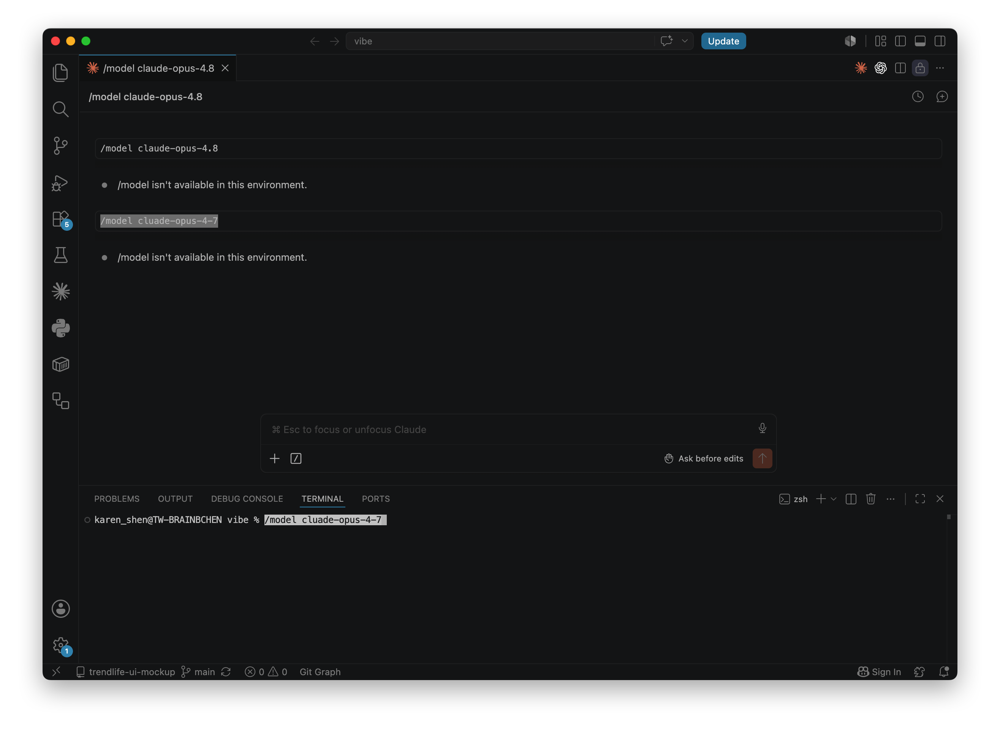 vibe
Update
/model claude-opus-4.8
/model claude-opus-4.8
/model claude-opus-4.8
/model isn't available in this environment.
/model cluade-opus-4-7
/model isn't available in this environment.
5
⌘ Esc to focus or unfocus Claude
Ask before edits
PROBLEMS OUTPUT DEBUG CONSOLE TERMINAL PORTS zsh
karen_shen@TW-BRAINBCHEN vibe % /model cluade-opus-4-7
1
trendlife-ui-mockup main 0 0 Git Graph Sign In